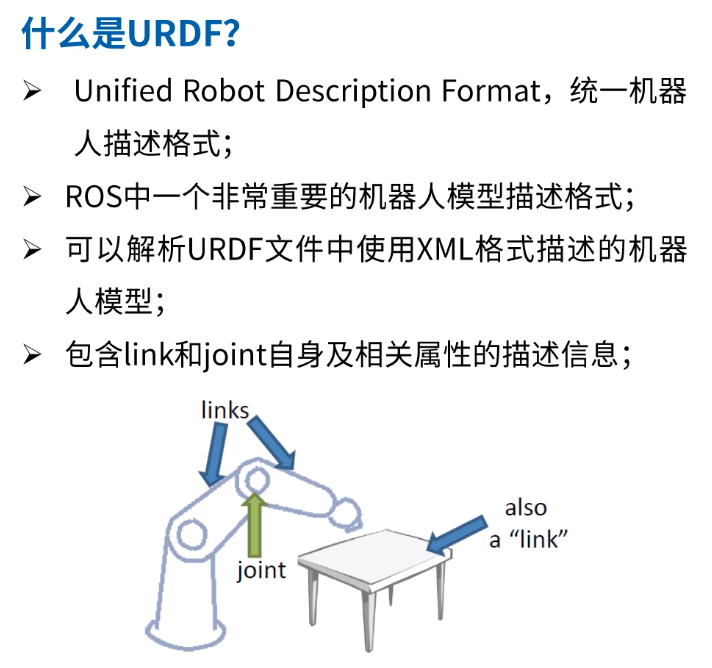 什么是URDF？
➢ Unified Robot Description Format，统一机器
人描述格式；
➢ ROS中一个非常重要的机器人模型描述格式；
➢ 可以解析URDF文件中使用XML格式描述的机器
人模型；
➢ 包含link和joint自身及相关属性的描述信息；
links
also
a “link”
joint